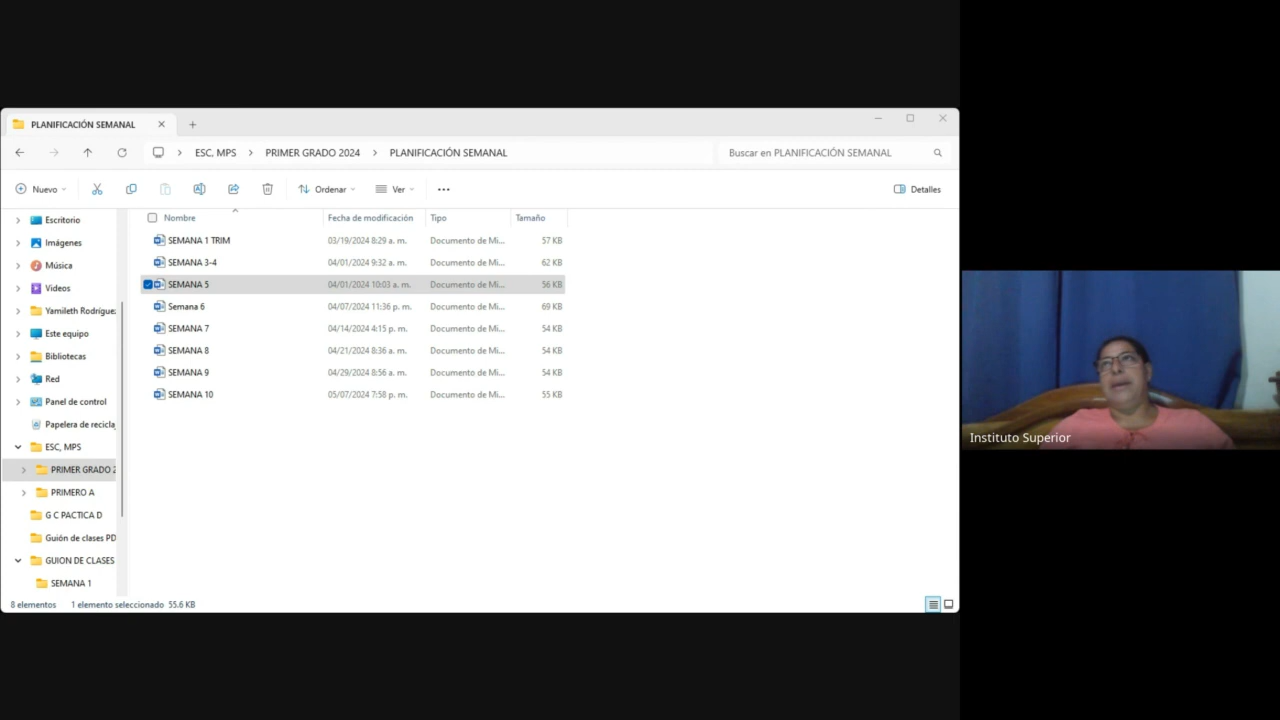 PLANIFICACIÓN SEMANAL
ESC, MPS PRIMER GRADO 2024 PLANIFICACIÓN SEMANAL
Buscar en PLANIFICACIÓN SEMANAL
Nuevo Ordenar Ver Detalles
Escritorio
Imágenes
Música
Videos
Yamileth Rodríguez
Este equipo
Bibliotecas
Red
Panel de control
Papelera de recicla
ESC, MPS
PRIMER GRADO 2
PRIMERO A
G C PACTICA D
Guión de clases PD
GUION DE CLASES
SEMANA 1
Nombre Fecha de modificación Tipo Tamaño
SEMANA 1 TRIM 03/19/2024 8:29 a. m. Documento de Mi... 57 KB
SEMANA 3-4 04/01/2024 9:32 a. m. Documento de Mi... 62 KB
SEMANA 5 04/01/2024 10:03 a. m. Documento de Mi... 56 KB
Semana 6 04/07/2024 11:36 p. m. Documento de Mi... 69 KB
SEMANA 7 04/14/2024 4:15 p. m. Documento de Mi... 54 KB
SEMANA 8 04/21/2024 8:36 a. m. Documento de Mi... 54 KB
SEMANA 9 04/29/2024 8:56 a. m. Documento de Mi... 54 KB
SEMANA 10 05/07/2024 7:58 p. m. Documento de Mi... 55 KB
8 elementos 1 elemento seleccionado 55.6 KB
Instituto Superior